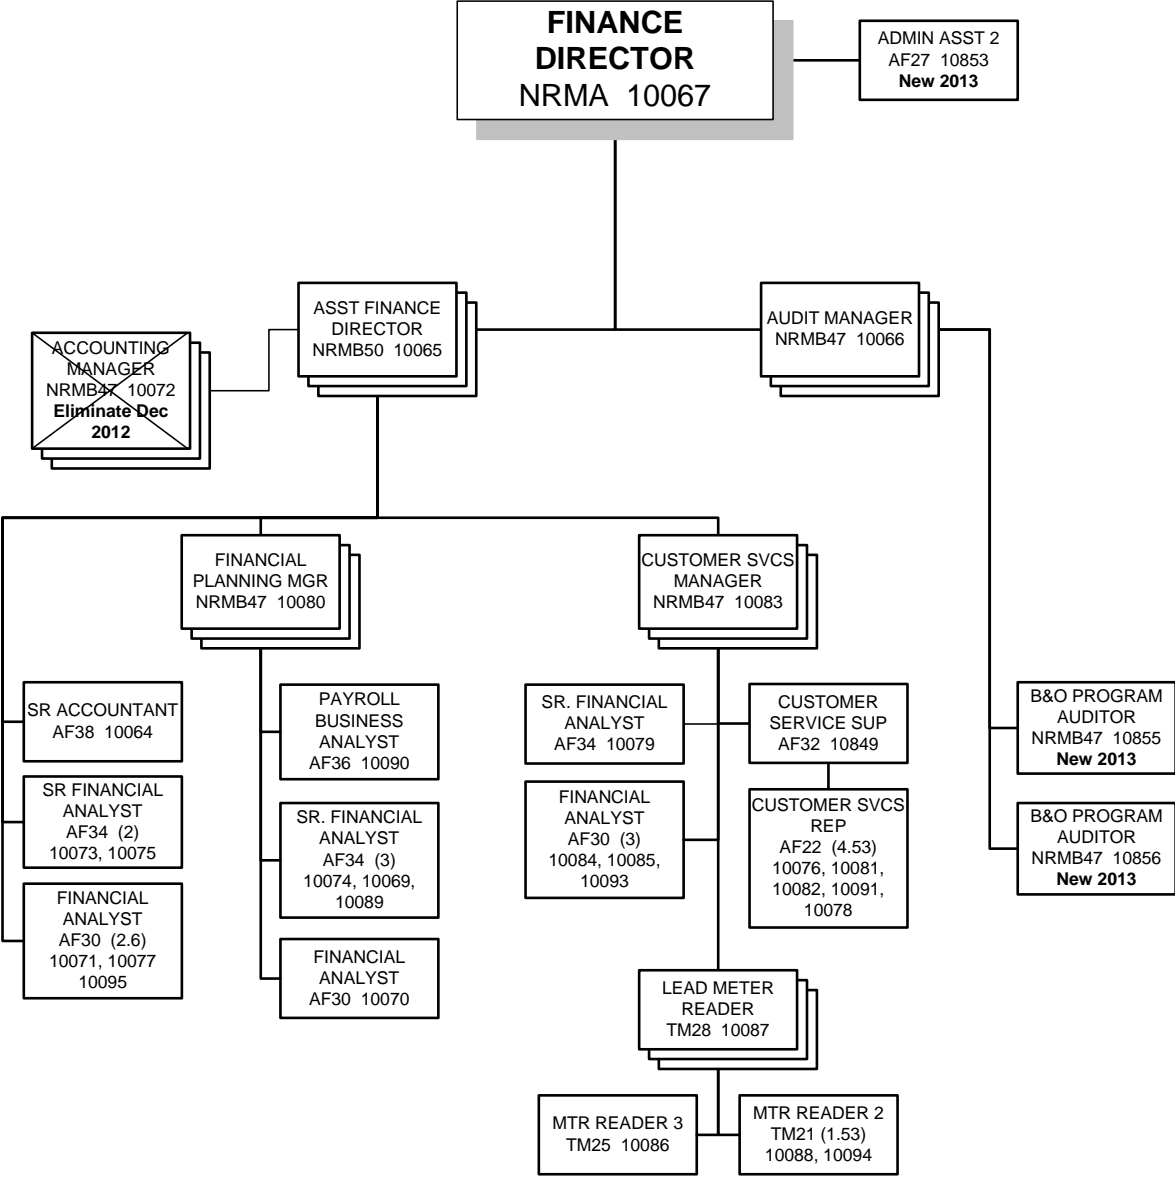 FINANCE
DIRECTOR
NRMA 10067
ADMIN ASST 2
AF27 10853
New 2013
ASST FINANCE
DIRECTOR
NRMB50 10065
AUDIT MANAGER
NRMB47 10066
ACCOUNTING
MANAGER
NRMB47 10072
Eliminate Dec
2012
FINANCIAL
PLANNING MGR
NRMB47 10080
CUSTOMER SVCS
MANAGER
NRMB47 10083
SR ACCOUNTANT
AF38 10064
SR FINANCIAL
ANALYST
AF34 (2)
10073, 10075
FINANCIAL
ANALYST
AF30 (2.6)
10071, 10077
10095
PAYROLL
BUSINESS
ANALYST
AF36 10090
SR. FINANCIAL
ANALYST
AF34 (3)
10074, 10069,
10089
FINANCIAL
ANALYST
AF30 10070
SR. FINANCIAL
ANALYST
AF34 10079
FINANCIAL
ANALYST
AF30 (3)
10084, 10085,
10093
CUSTOMER
SERVICE SUP
AF32 10849
CUSTOMER SVCS
REP
AF22 (4.53)
10076, 10081,
10082, 10091,
10078
B&O PROGRAM
AUDITOR
NRMB47 10855
New 2013
B&O PROGRAM
AUDITOR
NRMB47 10856
New 2013
LEAD METER
READER
TM28 10087
MTR READER 3
TM25 10086
MTR READER 2
TM21 (1.53)
10088, 10094